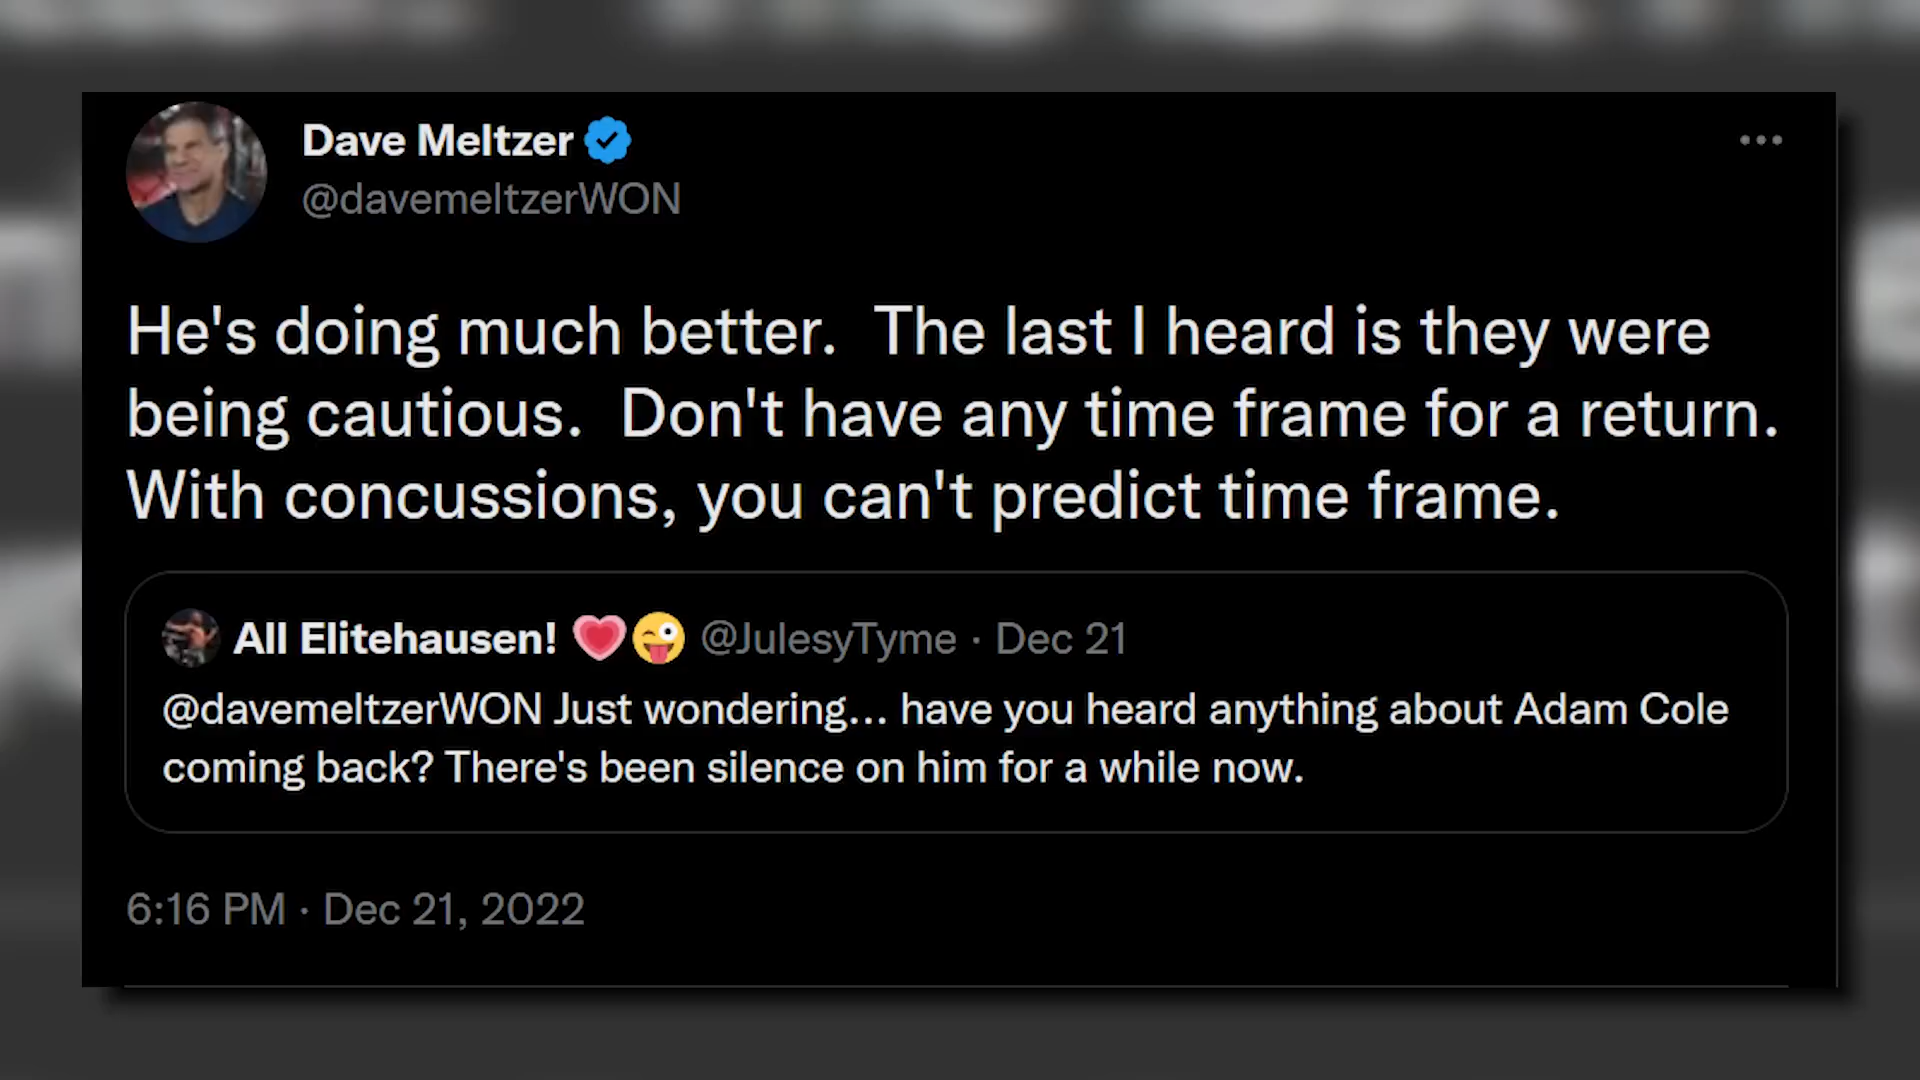 Dave Meltzer
@davemeltzerWON
He's doing much better.  The last I heard is they were
being cautious.  Don't have any time frame for a return.
With concussions, you can't predict time frame.
All Elitehausen! 💗😜 @JulesyTyme · Dec 21
@davemeltzerWON Just wondering... have you heard anything about Adam Cole
coming back? There's been silence on him for a while now.
6:16 PM · Dec 21, 2022